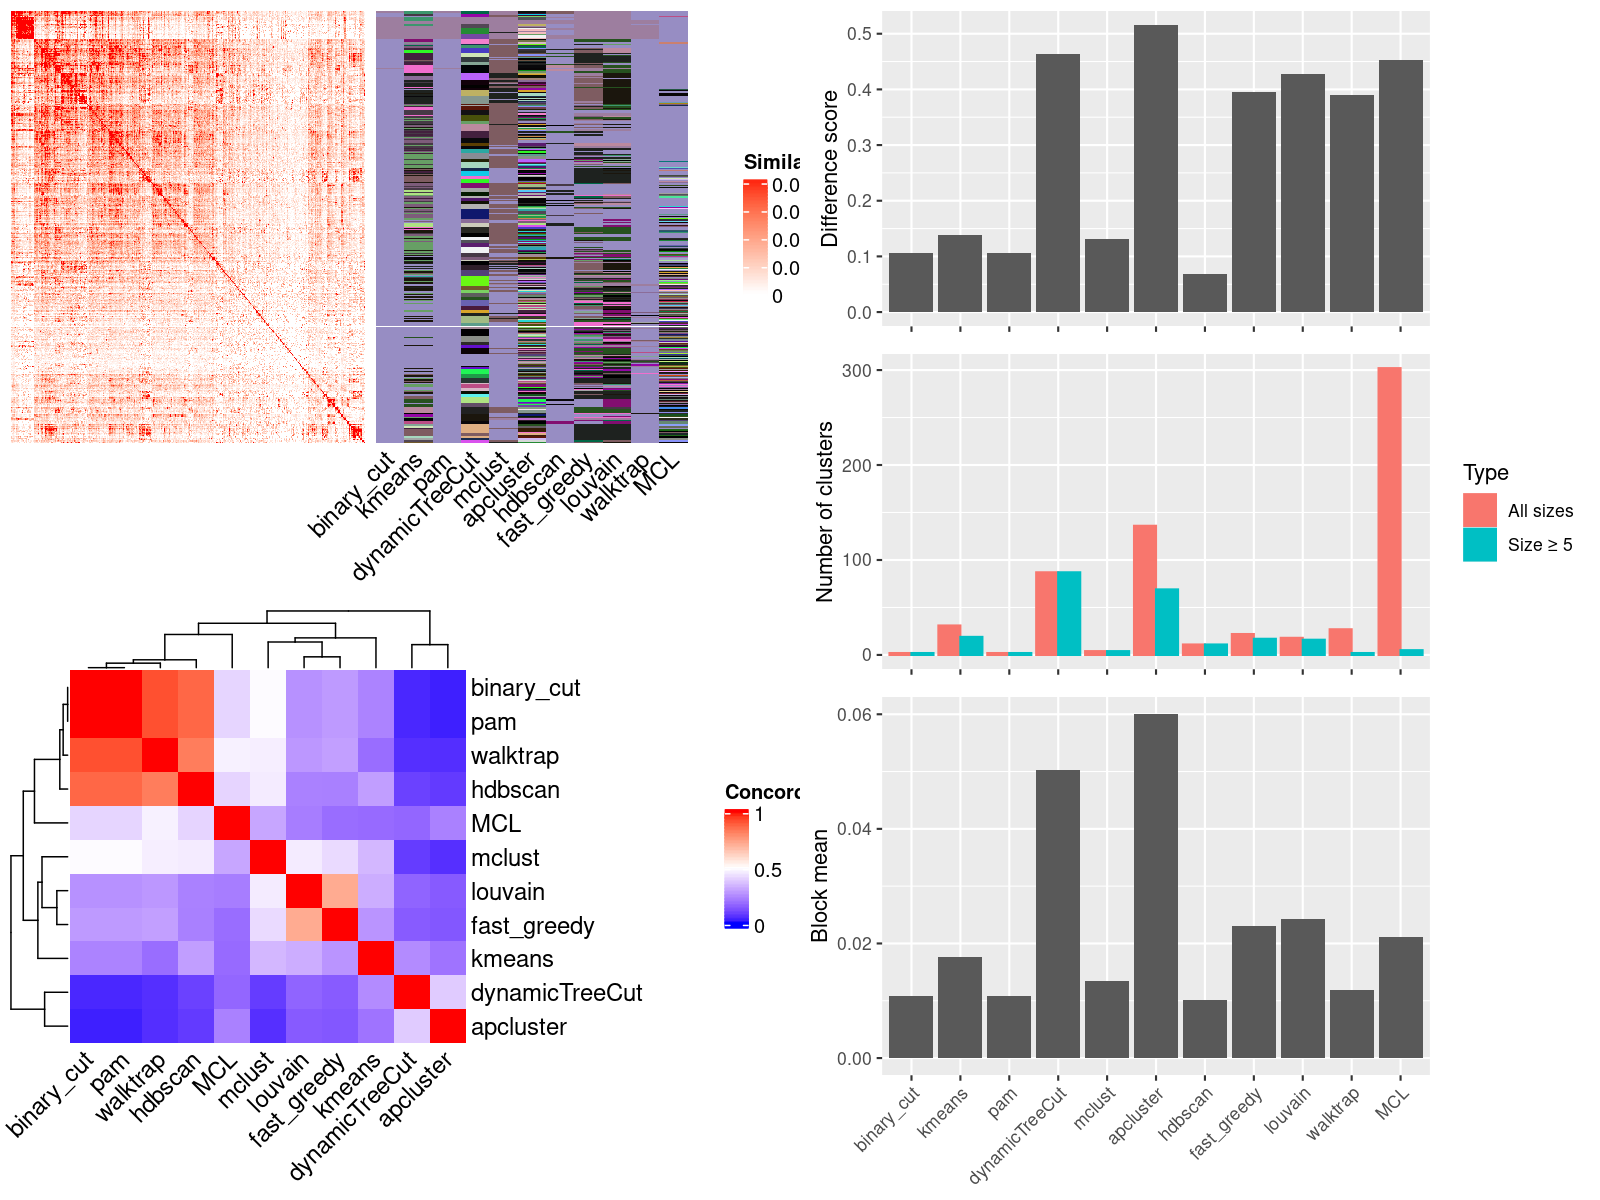 Simila
0.0
0.0
0.0
0.0
0
binary_cut
kmeans
pam
dynamicTreeCut
mclust
apcluster
hdbscan
fast_greedy
louvain
walktrap
MCL
binary_cut
pam
walktrap
hdbscan
MCL
mclust
louvain
fast_greedy
kmeans
dynamicTreeCut
apcluster
binary_cut
pam
walktrap
hdbscan
MCL
mclust
louvain
fast_greedy
kmeans
dynamicTreeCut
apcluster
Concord
1
0.5
0
Difference score
0.5
0.4
0.3
0.2
0.1
0.0
Number of clusters
300
200
100
0
Type
All sizes
Size ≥ 5
Block mean
0.06
0.04
0.02
0.00
binary_cut
kmeans
pam
dynamicTreeCut
mclust
apcluster
hdbscan
fast_greedy
louvain
walktrap
MCL